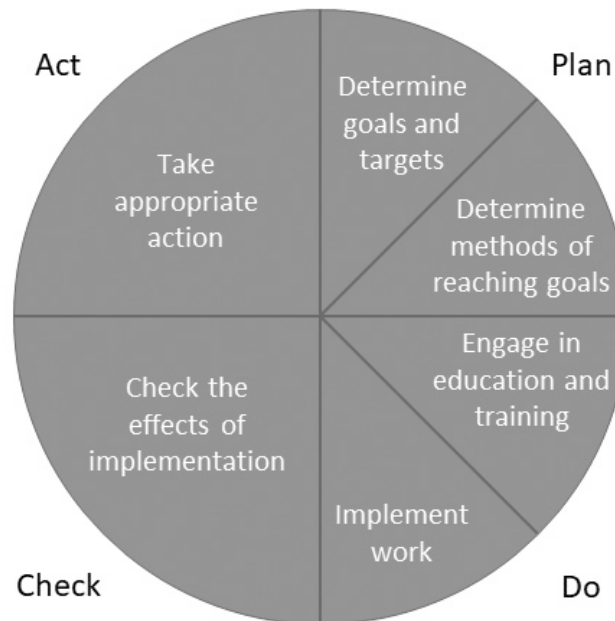 Act
Plan
Determine
goals and
targets
Take
appropriate
action
Determine
methods of
reaching goals
Engage in
education and
training
Check the
effects of
implementation
Implement
work
Check
Do